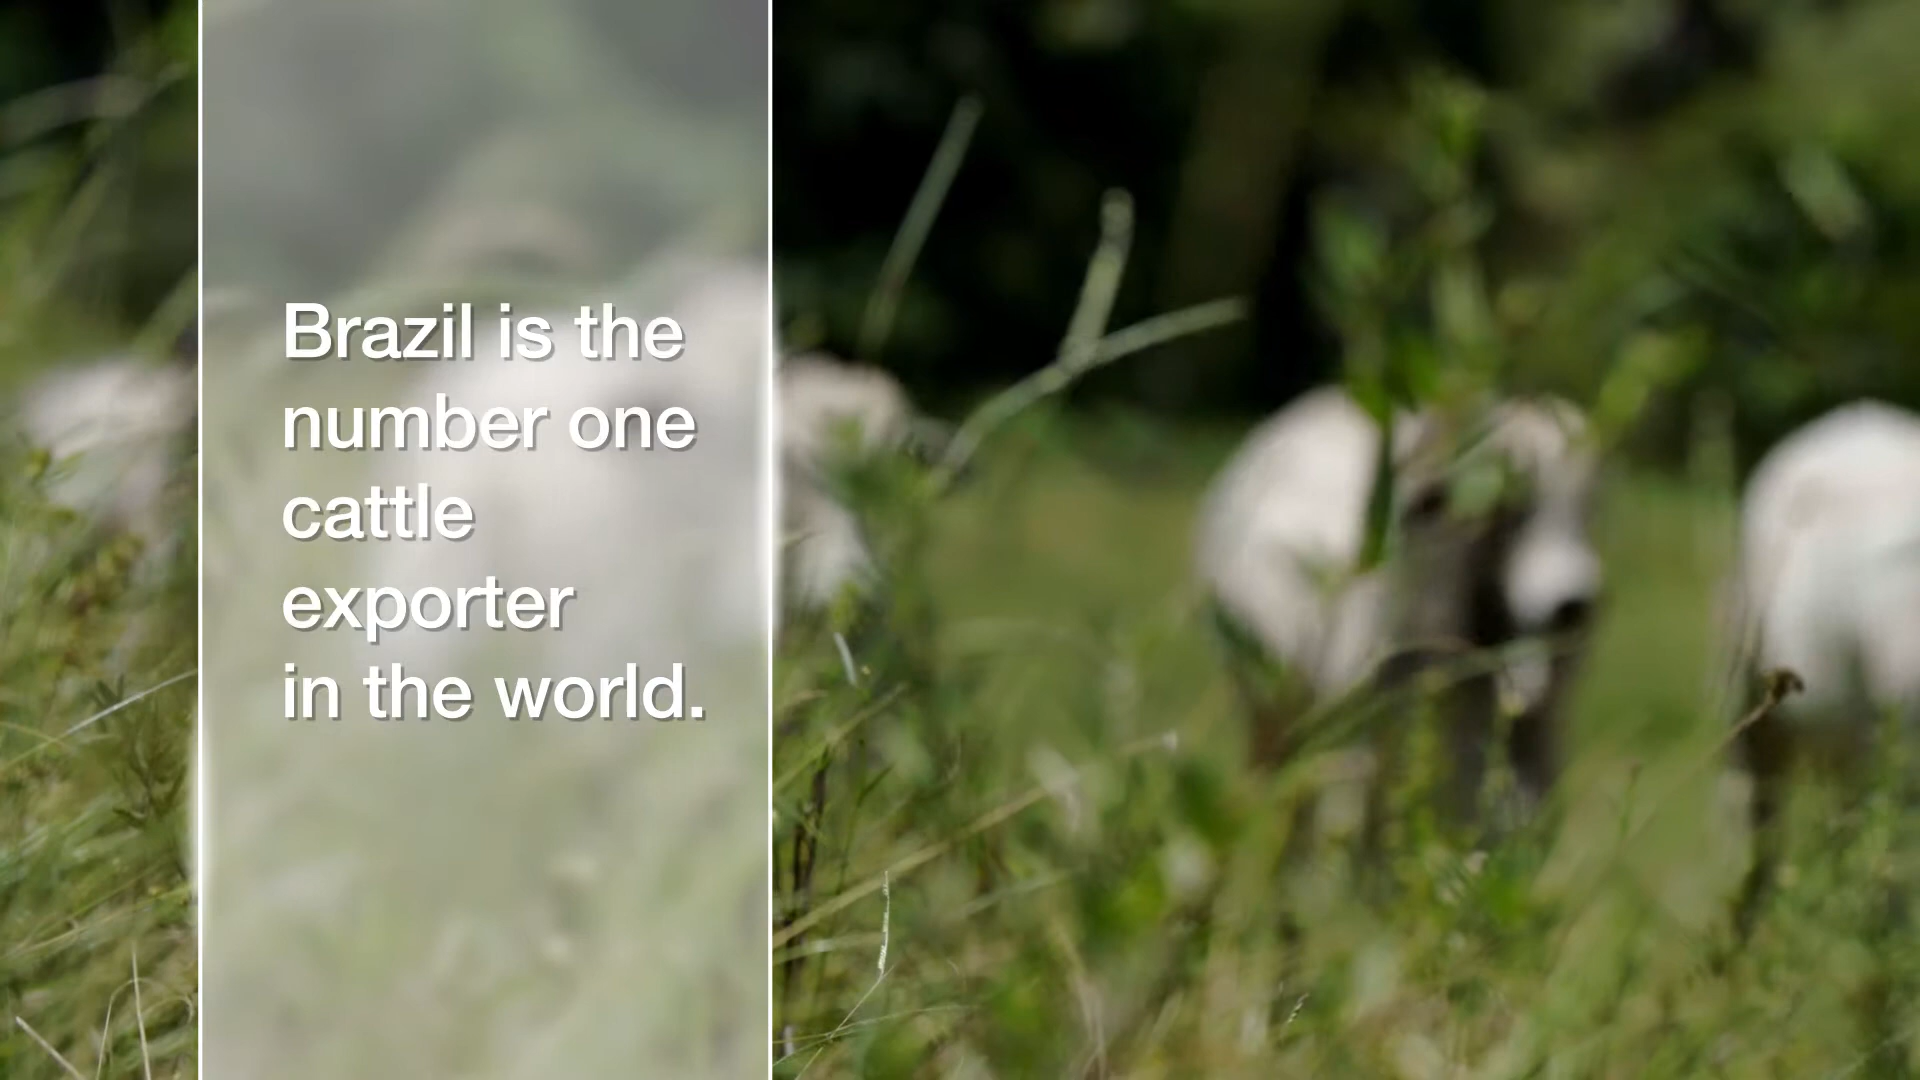 Brazil is the
number one
cattle
exporter
in the world.